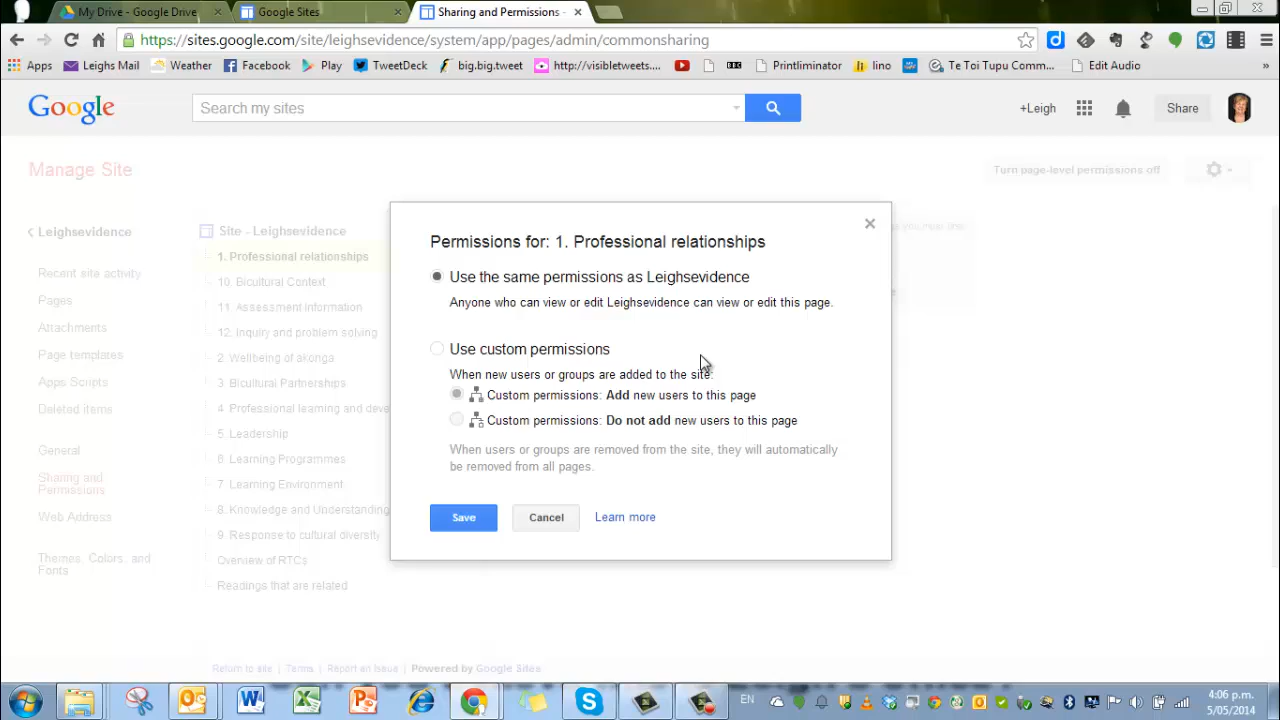 My Drive - Google Drive
Google Sites
Sharing and Permissions -
https://sites.google.com/site/leighsevidence/system/app/pages/admin/commonsharing
Apps
Leighs Mail
Weather
Facebook
Play
TweetDeck
big.big.tweet
http://visibletweets....
Printliminator
lino
Te Toi Tupu Comm...
Edit Audio
»
Google
Search my sites
+Leigh
Share
Manage Site
Turn page-level permissions off
Leighsevidence
Recent site activity
Pages
Attachments
Page templates
Apps Scripts
Deleted items
General
Sharing and
Permissions
Web Address
Themes, Colors, and
Fonts
Site - Leighsevidence
1. Professional relationships
10. Bicultural Context
11. Assessment information
12. Inquiry and problem solving
2. Wellbeing of akonga
3. Bicultural Partnerships
4. Professional learning and deve
5. Leadership
6. Learning Programmes
7. Learning Environment
8. Knowledge and Understanding
9. Response to cultural diversity
Overview of RTCs
Readings that are related
Permissions for: 1. Professional relationships
Use the same permissions as Leighsevidence
Anyone who can view or edit Leighsevidence can view or edit this page.
Use custom permissions
When new users or groups are added to the site:
Custom permissions: Add new users to this page
Custom permissions: Do not add new users to this page
When users or groups are removed from the site, they will automatically
be removed from all pages.
Save
Cancel
Learn more
Return to site | Terms | Report an Issue | Powered by Google Sites
EN
4:06 p.m.
5/05/2014